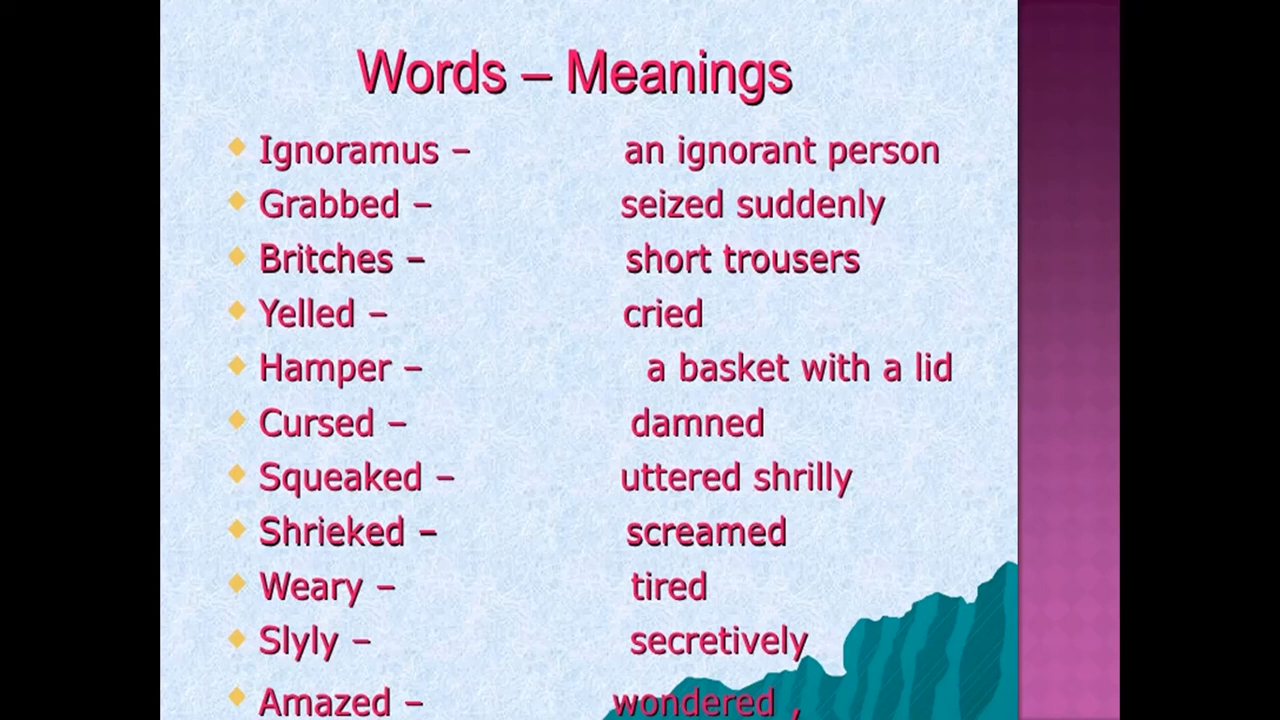 Words – Meanings
Ignoramus – an ignorant person
Grabbed – seized suddenly
Britches – short trousers
Yelled – cried
Hamper – a basket with a lid
Cursed – damned
Squeaked – uttered shrilly
Shrieked – screamed
Weary – tired
Slyly – secretively
Amazed – wondered ,